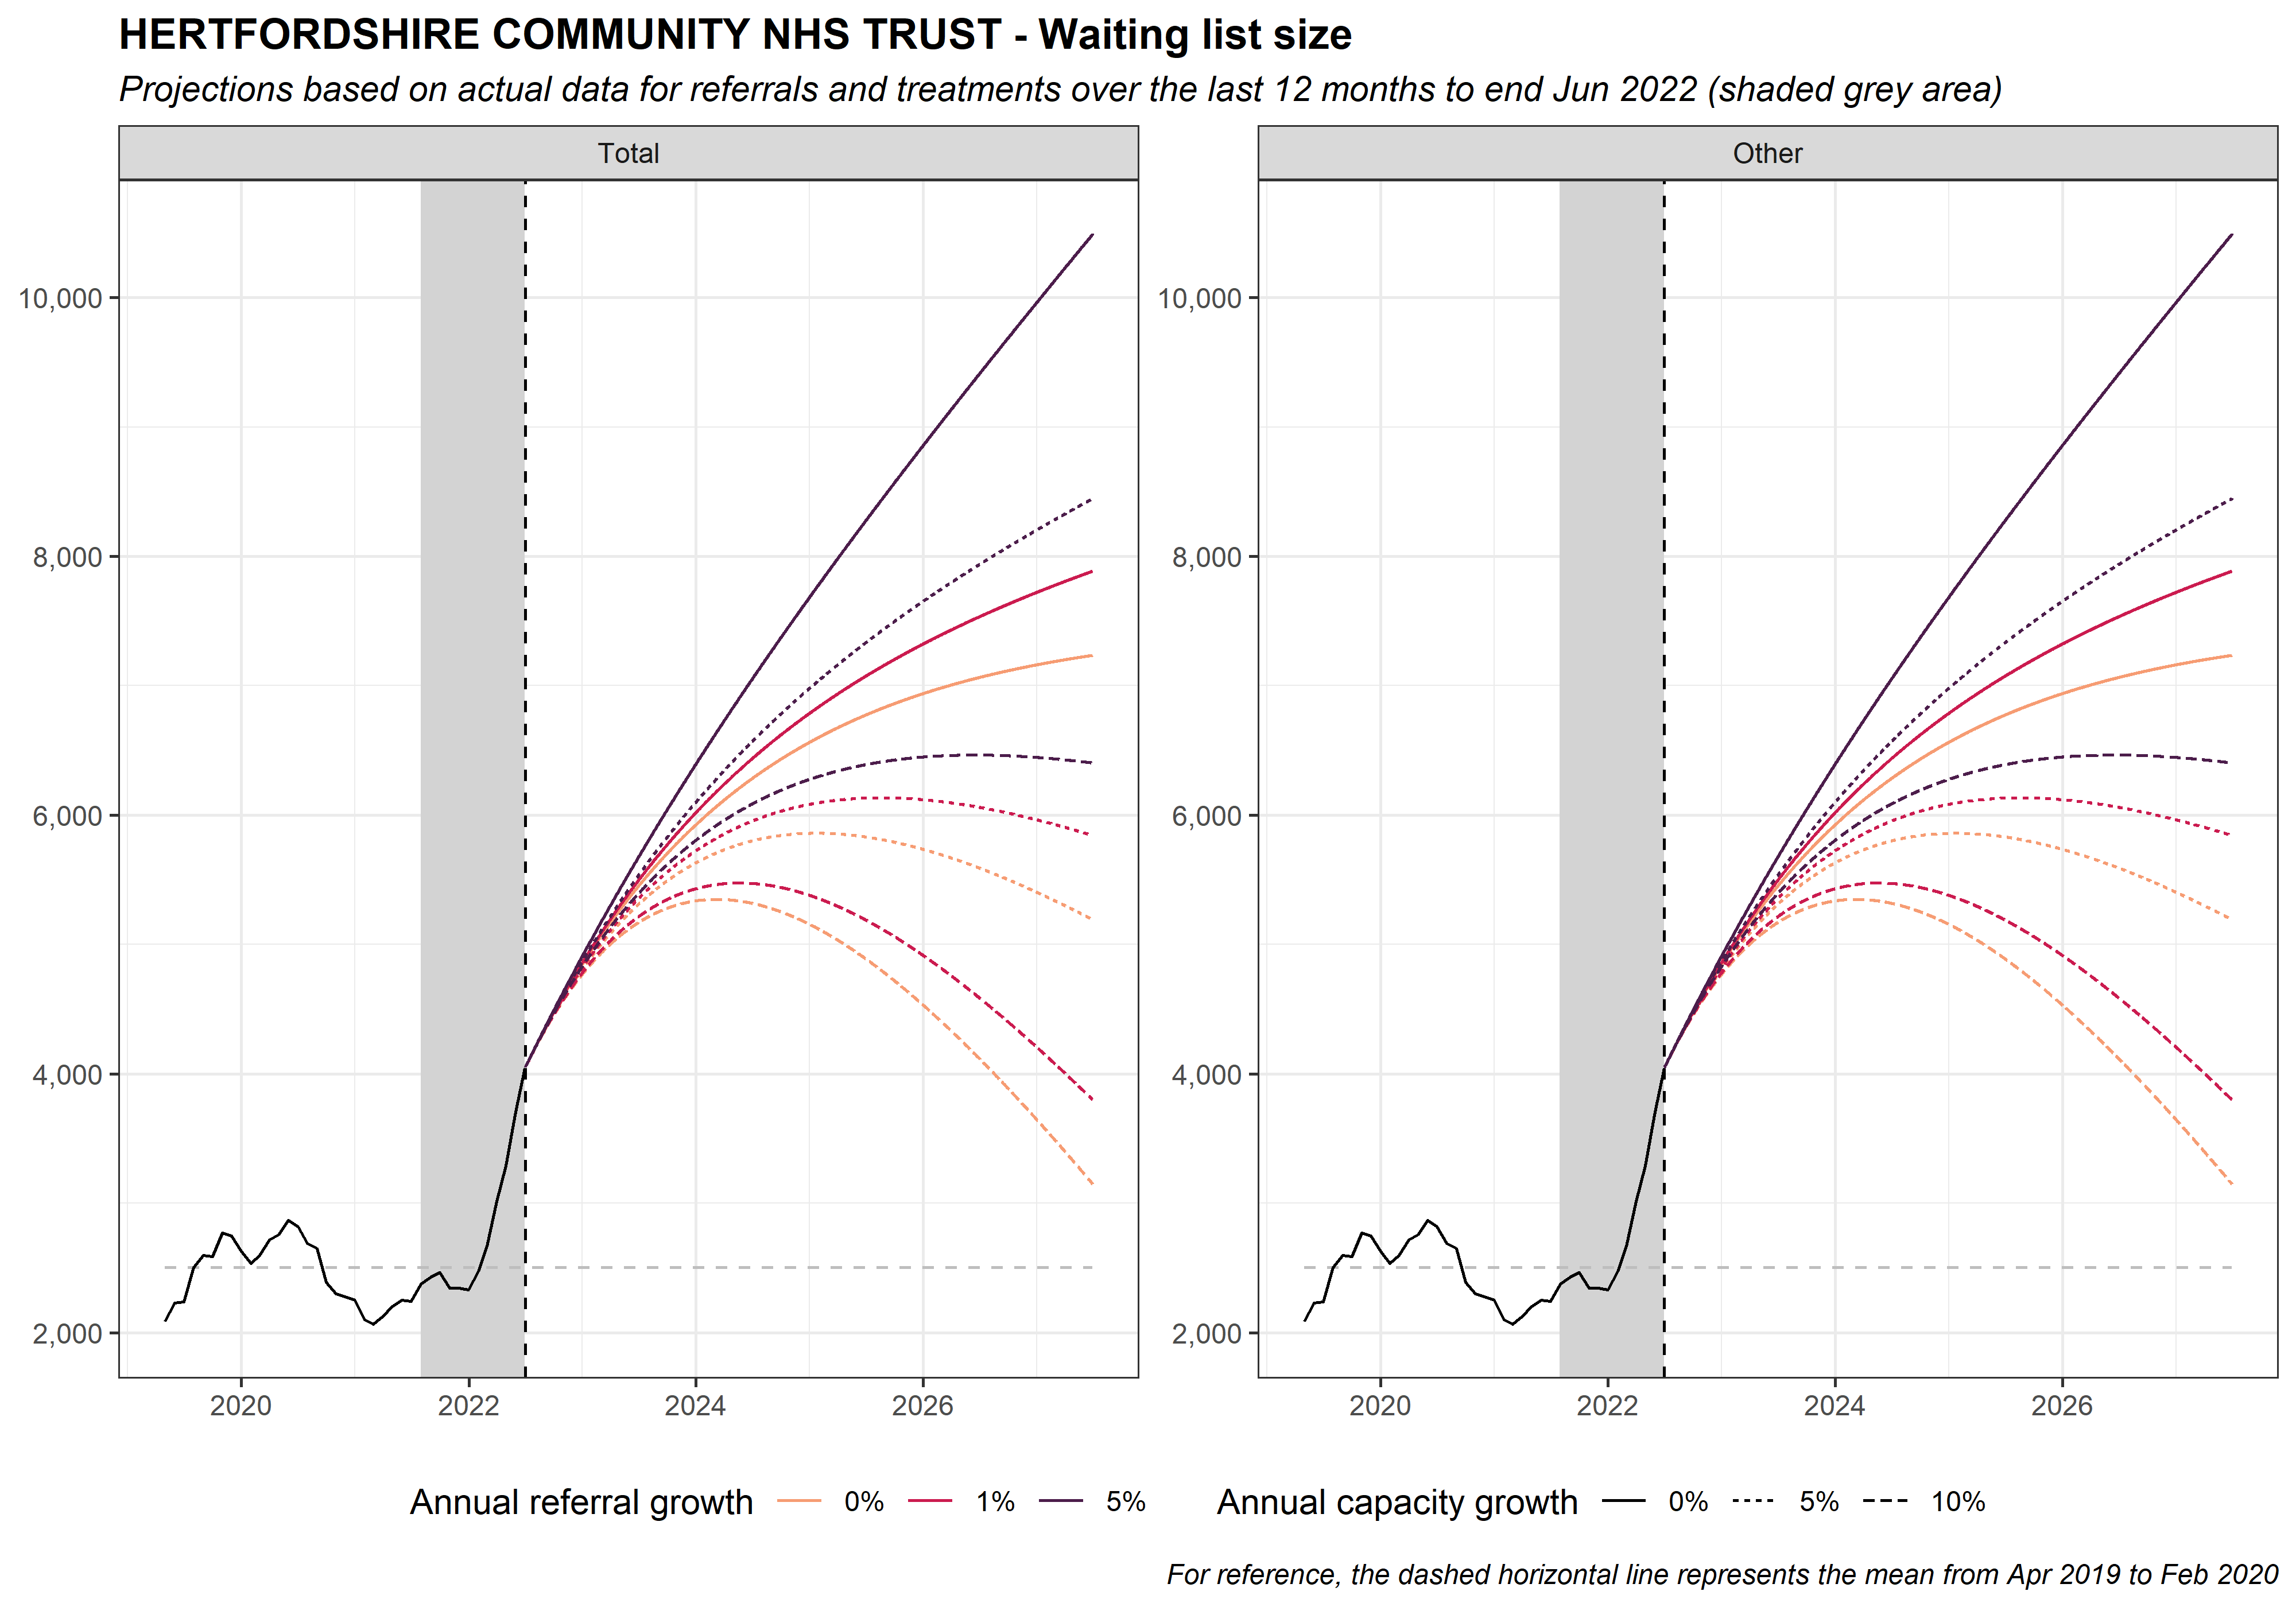 HERTFORDSHIRE COMMUNITY NHS TRUST - Waiting list size
Projections based on actual data for referrals and treatments over the last 12 months to end Jun 2022 (shaded grey area)
Total
Other
10,000
8,000
6,000
4,000
2,000
10,000
8,000
6,000
4,000
2,000
2020 2022 2024 2026
2020 2022 2024 2026
Annual referral growth 0% 1% 5%
Annual capacity growth 0% 5% 10%
For reference, the dashed horizontal line represents the mean from Apr 2019 to Feb 2020